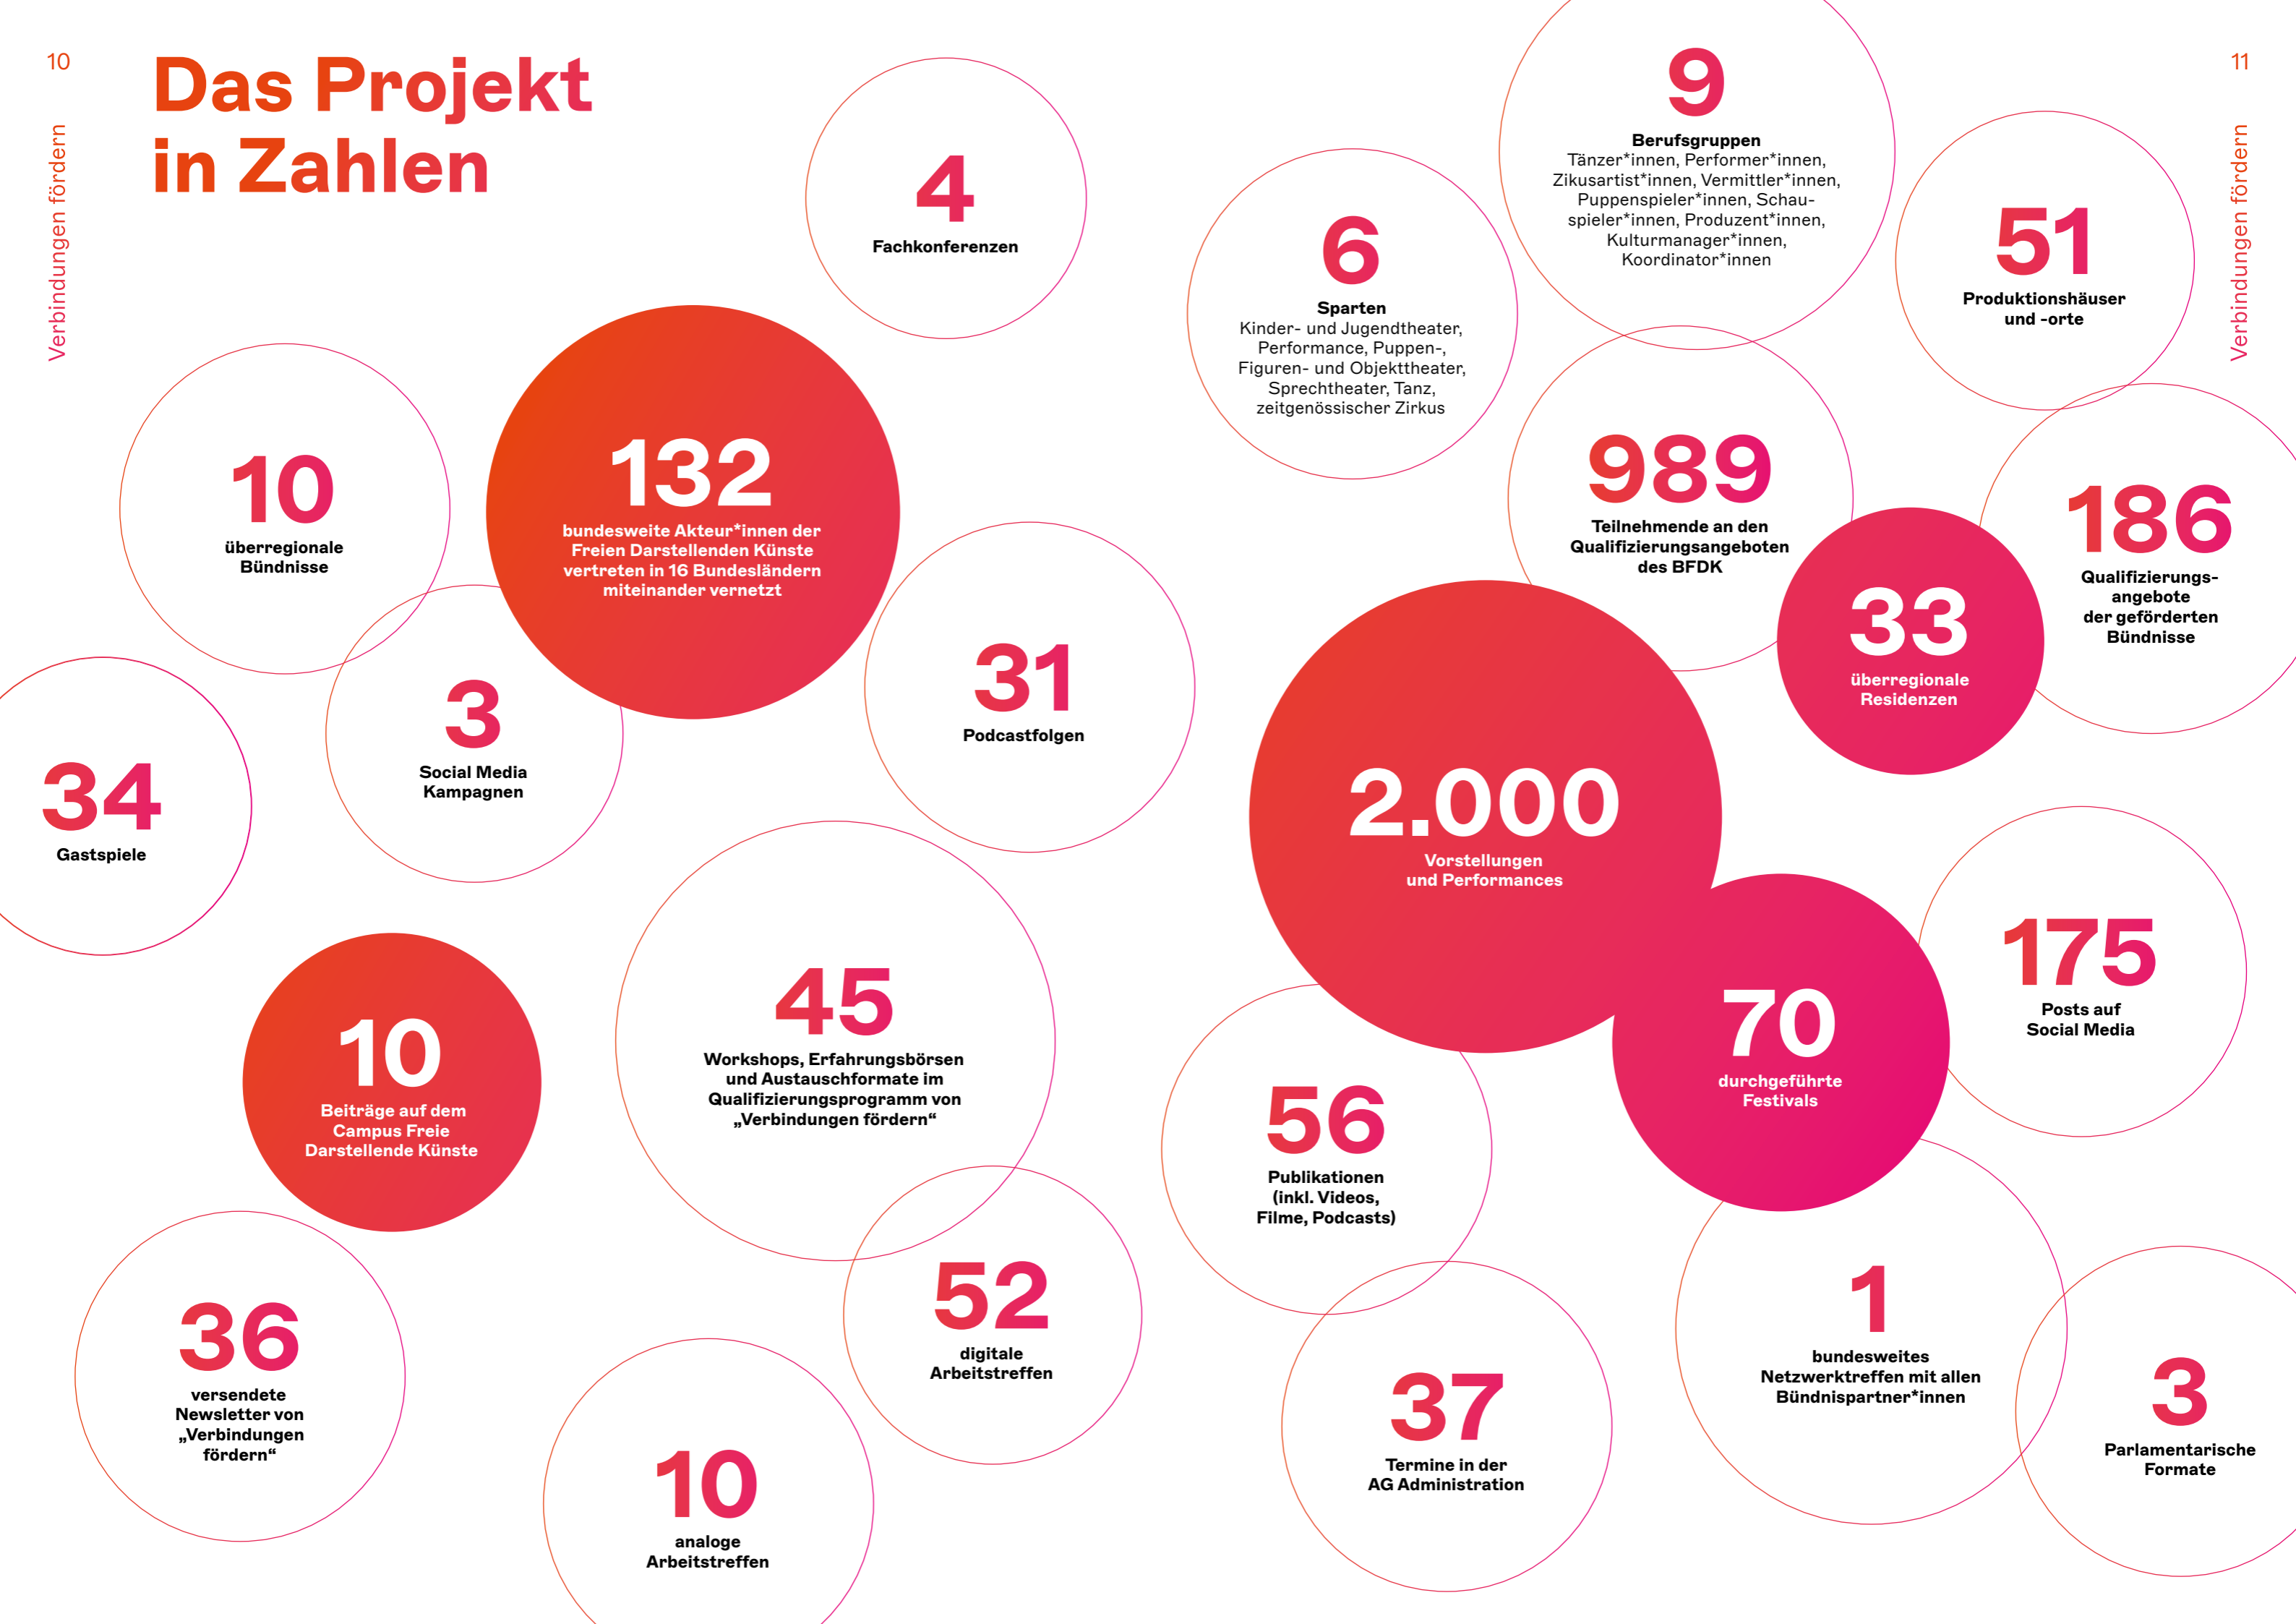 10
Verbindungen fördern
Das Projekt
in Zahlen
4
Fachkonferenzen
132
bundesweite Akteur*innen der
Freien Darstellenden Künste
vertreten in 16 Bundesländern
miteinander vernetzt
10
überregionale
Bündnisse
3
Social Media
Kampagnen
31
Podcastfolgen
34
Gastspiele
45
Workshops, Erfahrungsbörsen
und Austauschformate im
Qualifizierungsprogramm von
„Verbindungen fördern“
10
Beiträge auf dem
Campus Freie
Darstellende Künste
52
digitale
Arbeitstreffen
36
versendete
Newsletter von
„Verbindungen
fördern“
10
analoge
Arbeitstreffen
11
Verbindungen fördern
9
Berufsgruppen
Tänzer*innen, Performer*innen,
Zikusartist*innen, Vermittler*innen,
Puppenspieler*innen, Schau-
spieler*innen, Produzent*innen,
Kulturmanager*innen,
Koordinator*innen
6
Sparten
Kinder- und Jugendtheater,
Performance, Puppen-,
Figuren- und Objekttheater,
Sprechtheater, Tanz,
zeitgenössischer Zirkus
51
Produktionshäuser
und -orte
989
Teilnehmende an den
Qualifizierungsangeboten
des BFDK
186
Qualifizierungs-
angebote
der geförderten
Bündnisse
33
überregionale
Residenzen
2.000
Vorstellungen
und Performances
175
Posts auf
Social Media
70
durchgeführte
Festivals
56
Publikationen
(inkl. Videos,
Filme, Podcasts)
1
bundesweites
Netzwerktreffen mit allen
Bündnispartner*innen
37
Termine in der
AG Administration
3
Parlamentarische
Formate